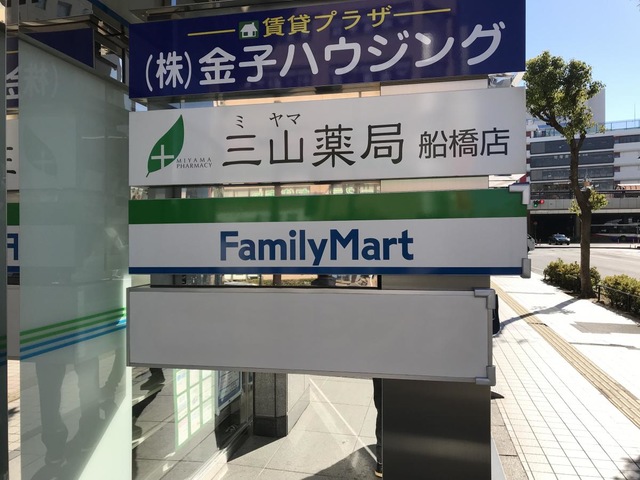 賃貸プラザ
(株)金子ハウジング
ミヤマ
三山薬局 船橋店
MIYAMA
PHARMACY
FamilyMart